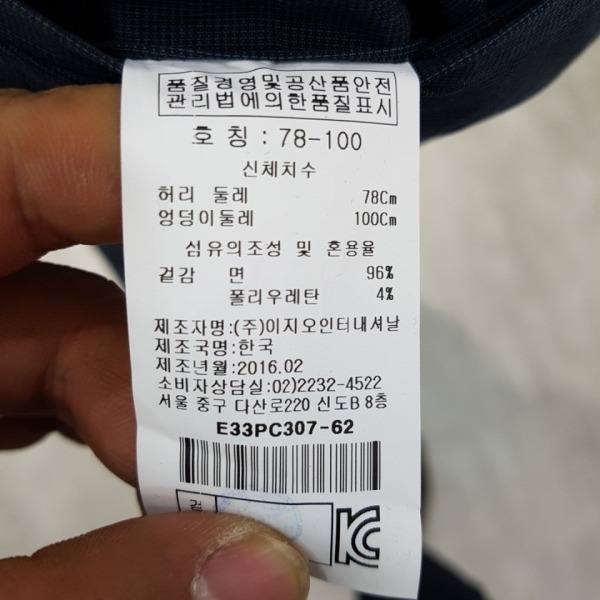 품질경영및공산품안전
관리법에의한품질표시
호 칭 : 78-100
신체치수
허리 둘레 78Cm
엉덩이둘레 100Cm
섬유의조성 및 혼용율
겉감 면 96%
폴리우레탄 4%
제조자명:(주)이지오인터내셔날
제조국명:한국
제조년월:2016.02
소비자상담실:02)2232-4522
서울 중구 다산로220 신도B 8층
E33PC307-62
검
KC